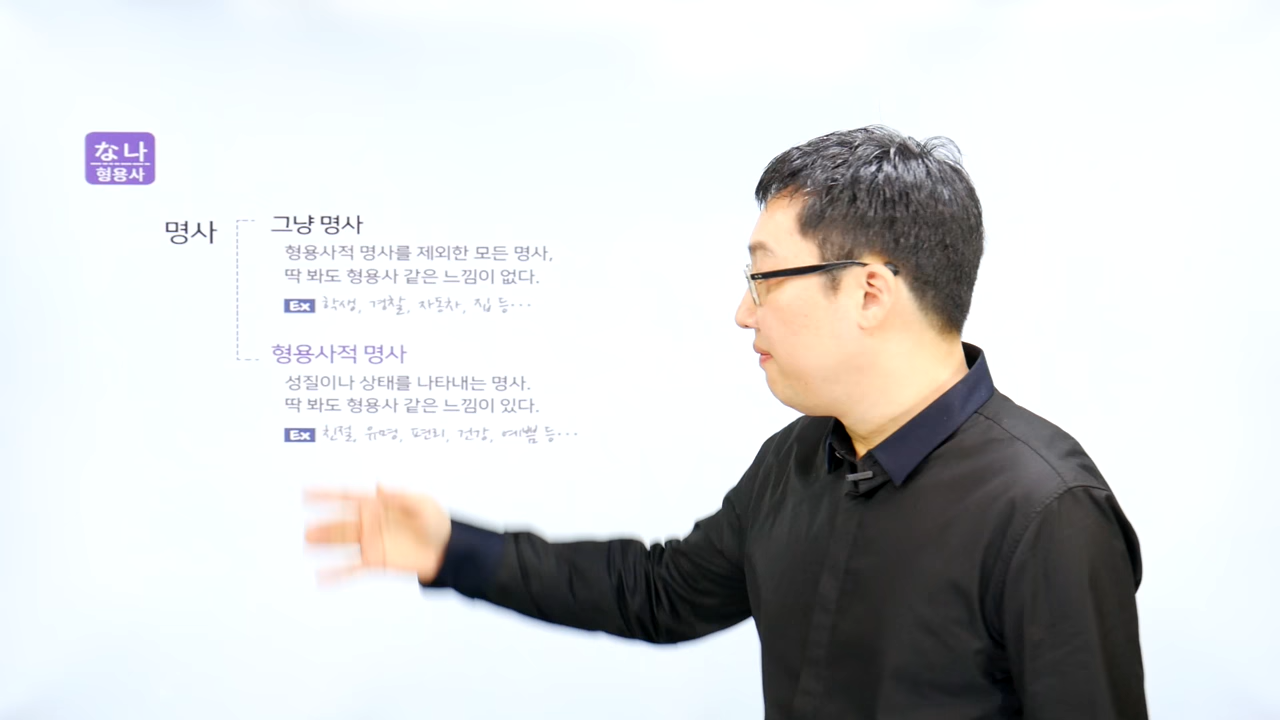 な나
형용사
명사
그냥 명사
형용사적 명사를 제외한 모든 명사,
딱 봐도 형용사 같은 느낌이 없다.
Ex 학생, 경찰, 자동차, 집 등···
형용사적 명사
성질이나 상태를 나타내는 명사.
딱 봐도 형용사 같은 느낌이 있다.
Ex 친절, 유명, 편리, 건강, 예쁨 등···